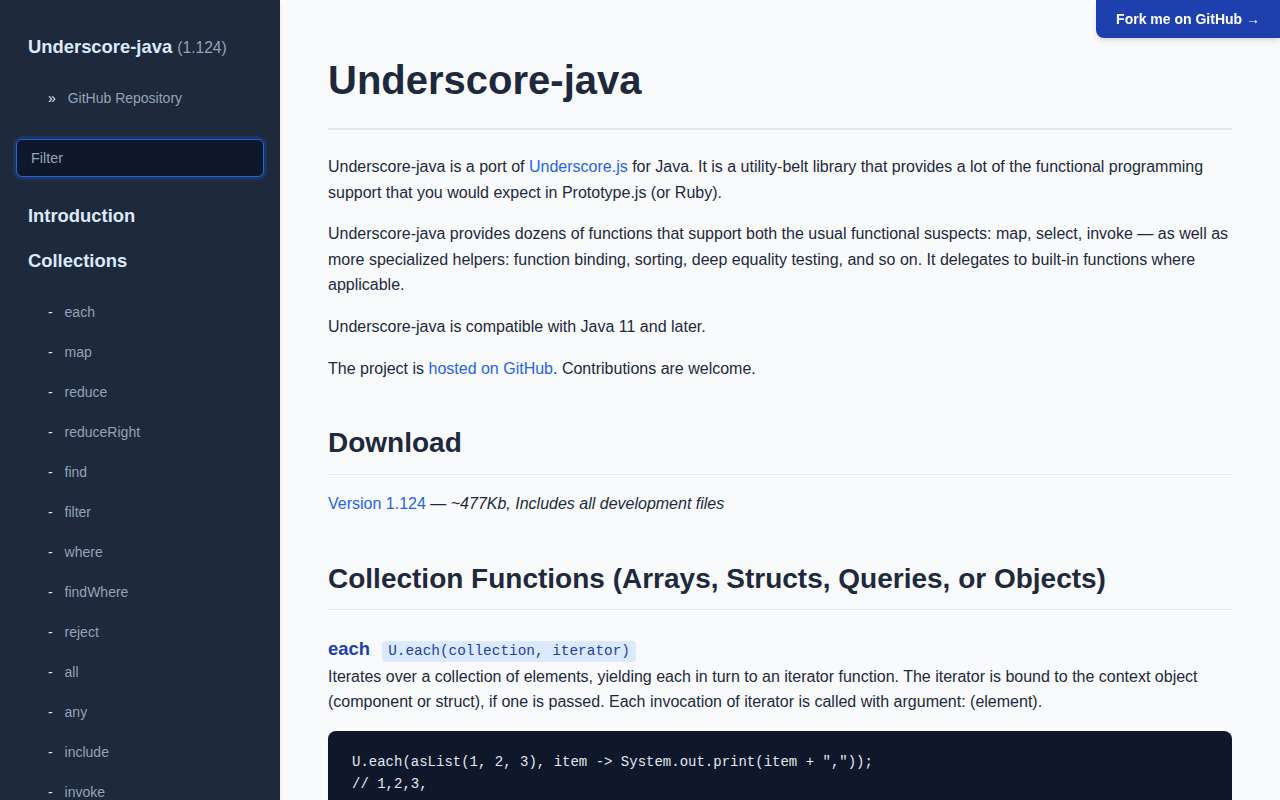 Underscore-java (1.124)
» GitHub Repository
Filter
Introduction
Collections
- each
- map
- reduce
- reduceRight
- find
- filter
- where
- findWhere
- reject
- all
- any
- include
- invoke
Fork me on GitHub →
Underscore-java
Underscore-java is a port of Underscore.js for Java. It is a utility-belt library that provides a lot of the functional programming
support that you would expect in Prototype.js (or Ruby).
Underscore-java provides dozens of functions that support both the usual functional suspects: map, select, invoke — as well as
more specialized helpers: function binding, sorting, deep equality testing, and so on. It delegates to built-in functions where
applicable.
Underscore-java is compatible with Java 11 and later.
The project is hosted on GitHub. Contributions are welcome.
Download
Version 1.124 — ~477Kb, Includes all development files
Collection Functions (Arrays, Structs, Queries, or Objects)
each U.each(collection, iterator)
Iterates over a collection of elements, yielding each in turn to an iterator function. The iterator is bound to the context object
(component or struct), if one is passed. Each invocation of iterator is called with argument: (element).
U.each(asList(1, 2, 3), item -> System.out.print(item + ","));
// 1,2,3,